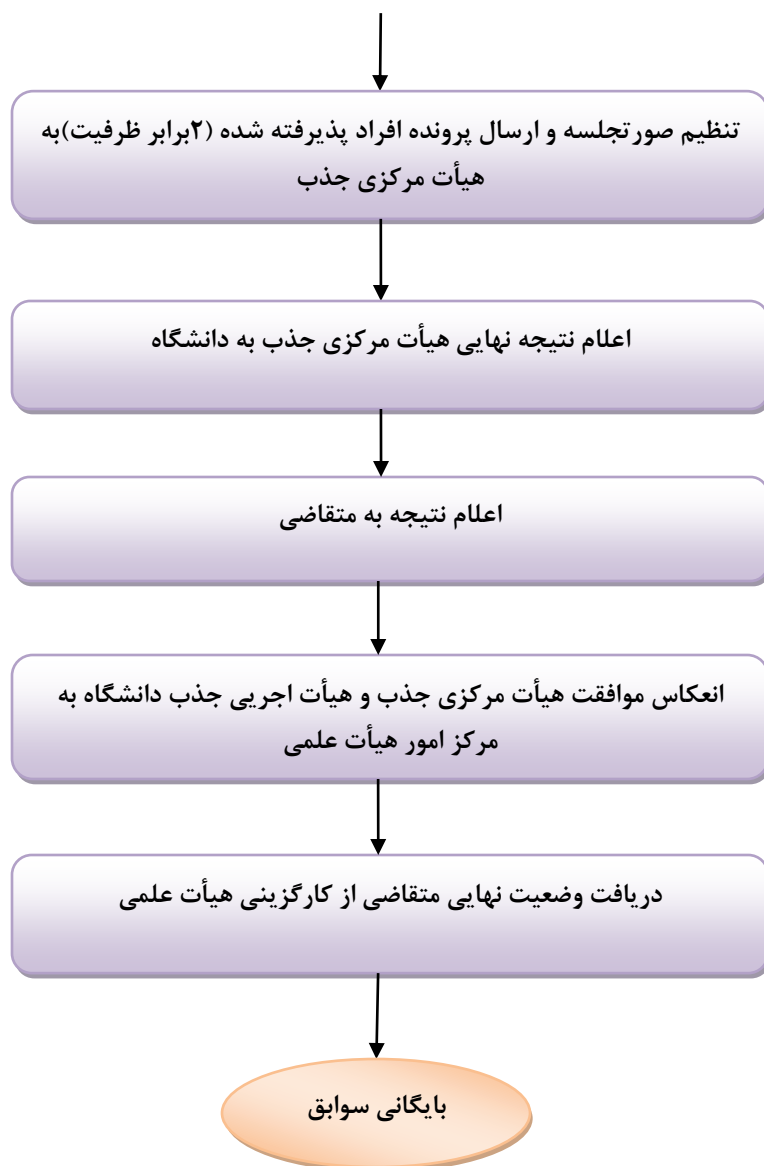 تنظیم صورتجلسه و ارسال پرونده افراد پذیرفته شده (۲برابر ظرفیت)به
هیأت مرکزی جذب
اعلام نتیجه نهایی هیأت مرکزی جذب به دانشگاه
اعلام نتیجه به متقاضی
انعکاس موافقت هیأت مرکزی جذب و هیأت اجریی جذب دانشگاه به
مرکز امور هیأت علمی
دریافت وضعیت نهایی متقاضی از کارگزینی هیأت علمی
بایگانی سوابق